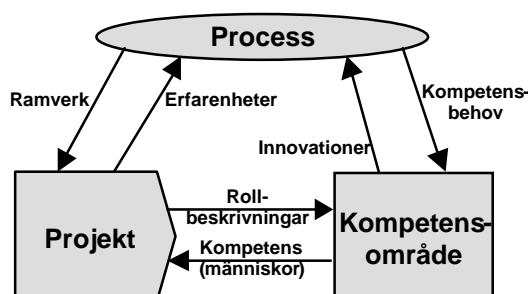 Process
Ramverk
Erfarenheter
Kompetens-
behov
Innovationer
Projekt
Roll-
beskrivningar
Kompetens
(människor)
Kompetens-
område